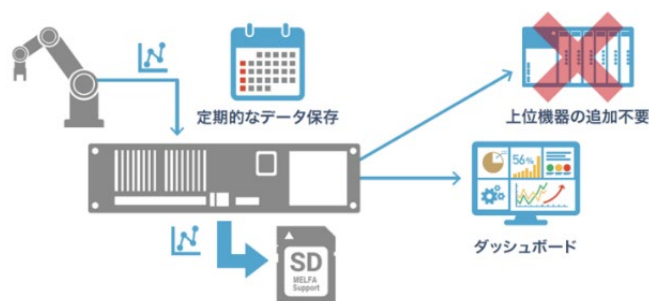 定期的なデータ保存
上位機器の追加不要
56%
ダッシュボード
SD
MELFA
Support